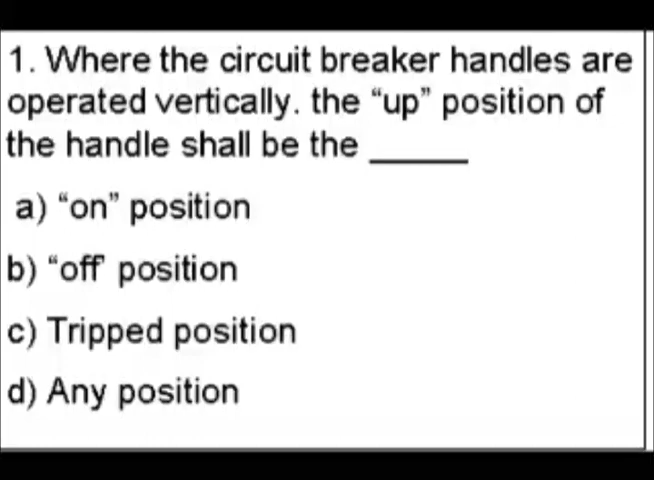 1. Where the circuit breaker handles are
operated vertically. the “up” position of
the handle shall be the ______
a) “on” position
b) “off position
c) Tripped position
d) Any position